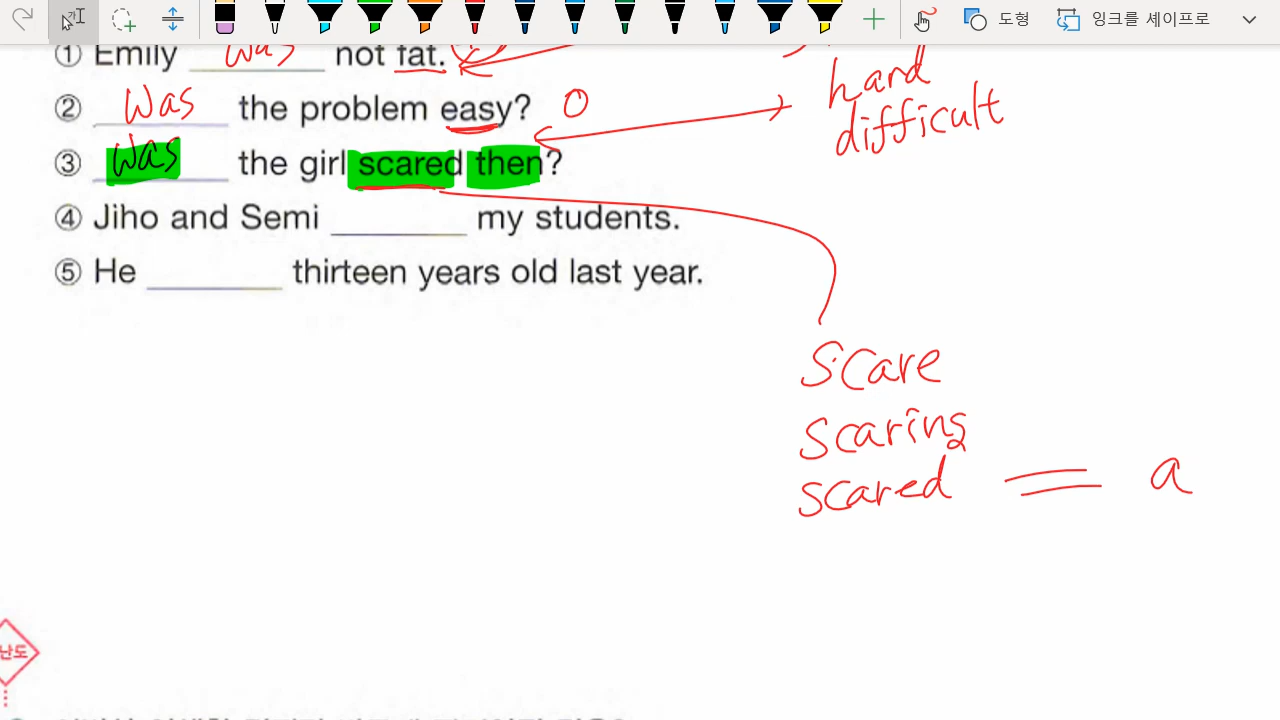 도형
잉크를 셰이프로
① Emily was not fat.
② Was the problem easy? O
③ Was the girl scared then?
④ Jiho and Semi ________ my students.
⑤ He ________ thirteen years old last year.
hard
difficult
scare
scaring
scared = a
난도